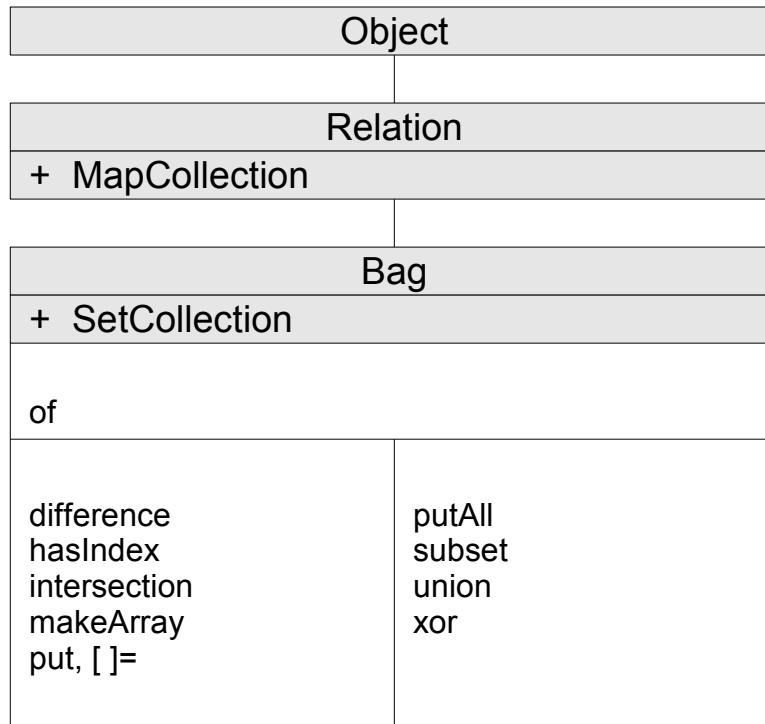 Object
Relation
+ MapCollection
Bag
+ SetCollection
of
difference
hasIndex
intersection
makeArray
put, [ ]=
putAll
subset
union
xor